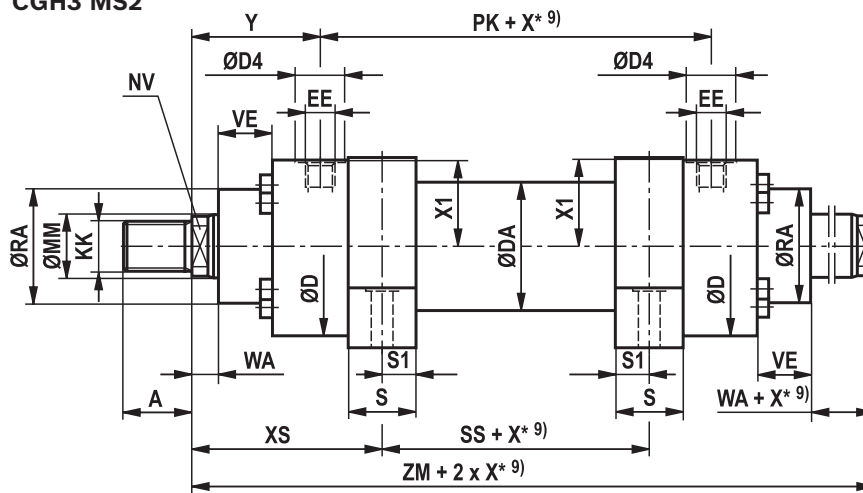 CGH3 MS2
Y
PK + X* 9)
ØD4
ØD4
NV
EE
EE
VE
X1
X1
ØRA
ØMM
KK
ØDA
ØRA
ØD
ØD
WA
S1
S1
VE
A
S
S
WA + X* 9)
XS
SS + X* 9)
ZM + 2 x X* 9)